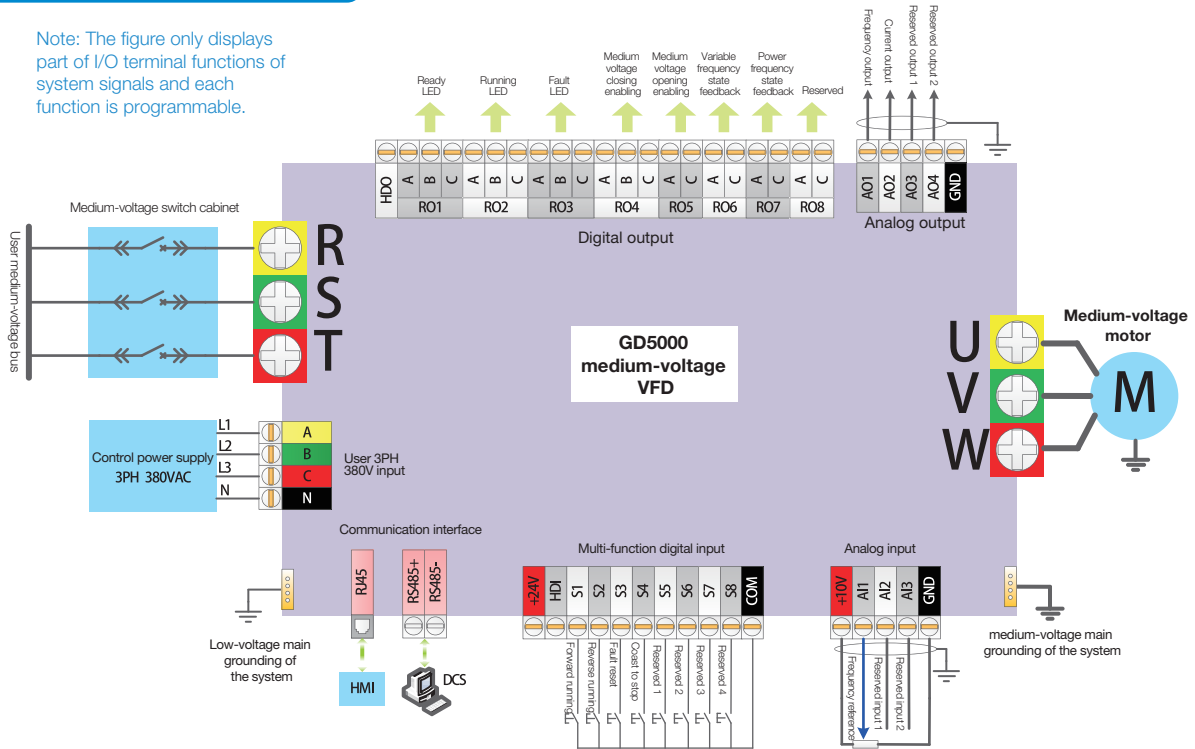 Note: The figure only displays
part of I/O terminal functions of
system signals and each
function is programmable.
Ready
LED
Running
LED
Fault
LED
Medium
voltage
closing
enabling
Medium
voltage
opening
enabling
Variable
frequency
state
feedback
Power
frequency
state
feedback
Reserved
Frequency output
Current output
Reserved output 1
Reserved output 2
HDO
A
B
C
A
B
C
A
B
C
A
B
C
A
C
A
C
A
C
A
C
RO1
RO2
RO3
RO4
RO5
RO6
RO7
RO8
Digital output
AO1
AO2
AO3
AO4
GND
Analog output
Medium-voltage switch cabinet
User medium-voltage bus
R
S
T
GD5000
medium-voltage
VFD
U
V
W
Medium-voltage
motor
M
Control power supply
3PH 380VAC
L1
L2
L3
N
A
B
C
N
User 3PH
380V input
Communication interface
RJ45
RS485+
RS485-
HMI
DCS
Low-voltage main
grounding of
the system
Multi-function digital input
+24V
HDI
S1
S2
S3
S4
S5
S6
S7
S8
COM
Forward running
Reverse running
Fault reset
Coast to stop
Reserved 1
Reserved 2
Reserved 3
Reserved 4
Analog input
+10V
AI1
AI2
AI3
GND
Frequency reference
Reserved input 1
Reserved input 2
medium-voltage main
grounding of the system